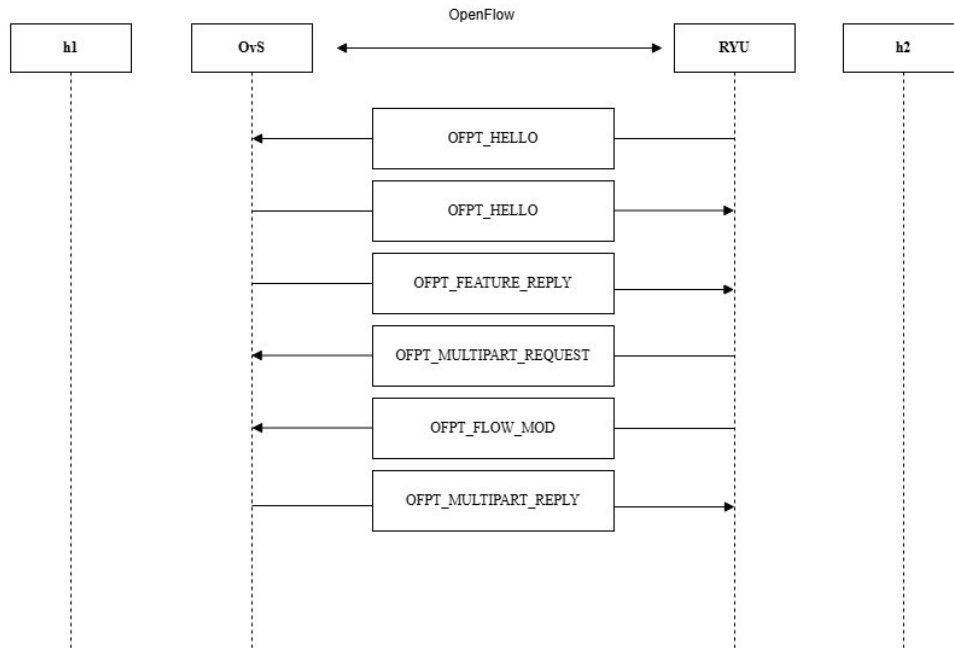 OpenFlow
h1
OvS
RYU
h2
OFPT_HELLO
OFPT_HELLO
OFPT_FEATURE_REPLY
OFPT_MULTIPART_REQUEST
OFPT_FLOW_MOD
OFPT_MULTIPART_REPLY